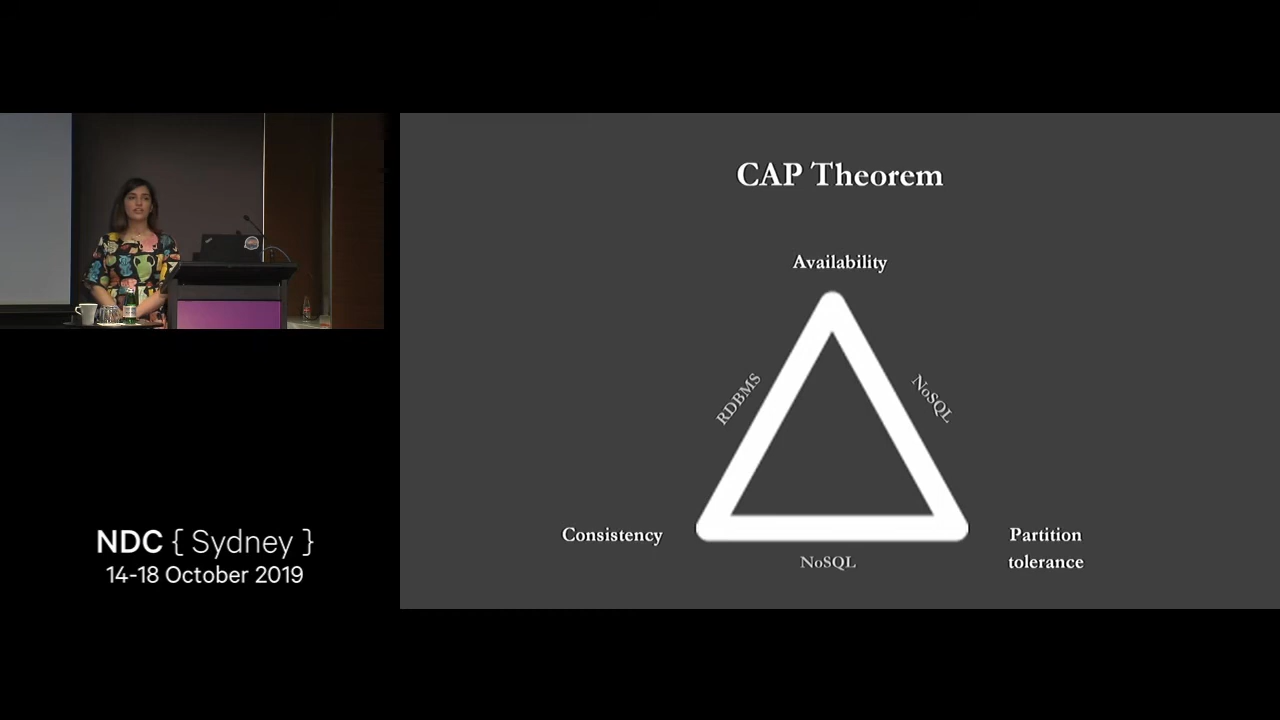 CAP Theorem
Availability
RDBMS
NoSQL
Consistency
Partition
tolerance
NoSQL
NDC { Sydney }
14-18 October 2019